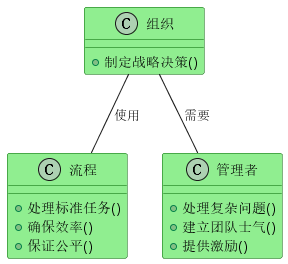 C 组织
制定战略决策()
使用
需要
C 流程
处理标准任务()
确保效率()
保证公平()
C 管理者
处理复杂问题()
建立团队士气()
提供激励()